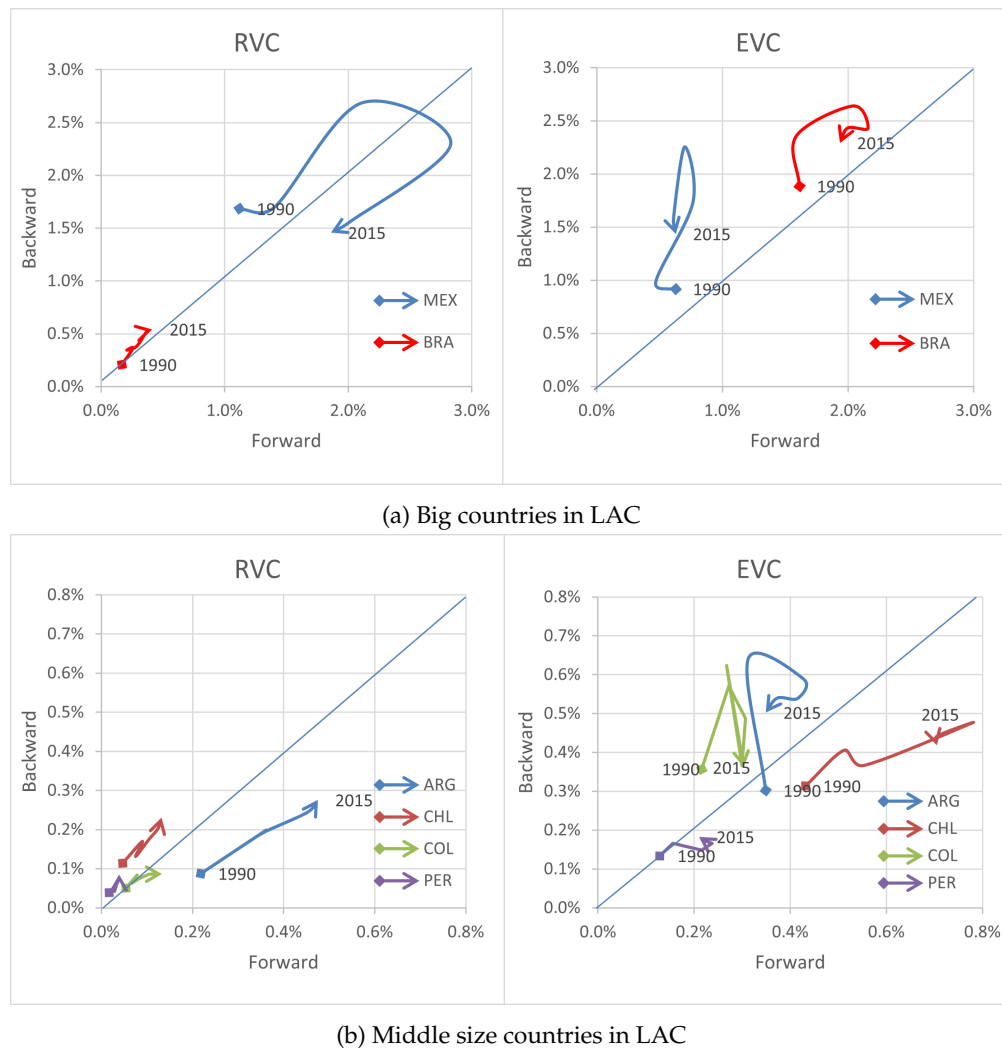 RVC
3.0%
2.5%
2.0%
1.5%
1.0%
0.5%
0.0%
0.0% 1.0% 2.0% 3.0%
Backward
Forward
1990
2015
2015
1990
MEX
BRA
EVC
3.0%
2.5%
2.0%
1.5%
1.0%
0.5%
0.0%
0.0% 1.0% 2.0% 3.0%
Backward
Forward
2015
1990
2015
1990
MEX
BRA
(a) Big countries in LAC
RVC
0.8%
0.7%
0.6%
0.5%
0.4%
0.3%
0.2%
0.1%
0.0%
0.0% 0.2% 0.4% 0.6% 0.8%
Backward
Forward
2015
1990
ARG
CHL
COL
PER
EVC
0.8%
0.7%
0.6%
0.5%
0.4%
0.3%
0.2%
0.1%
0.0%
0.0% 0.2% 0.4% 0.6% 0.8%
Backward
Forward
2015
2015
1990
2015
1990
1990
2015
1990
ARG
CHL
COL
PER
(b) Middle size countries in LAC